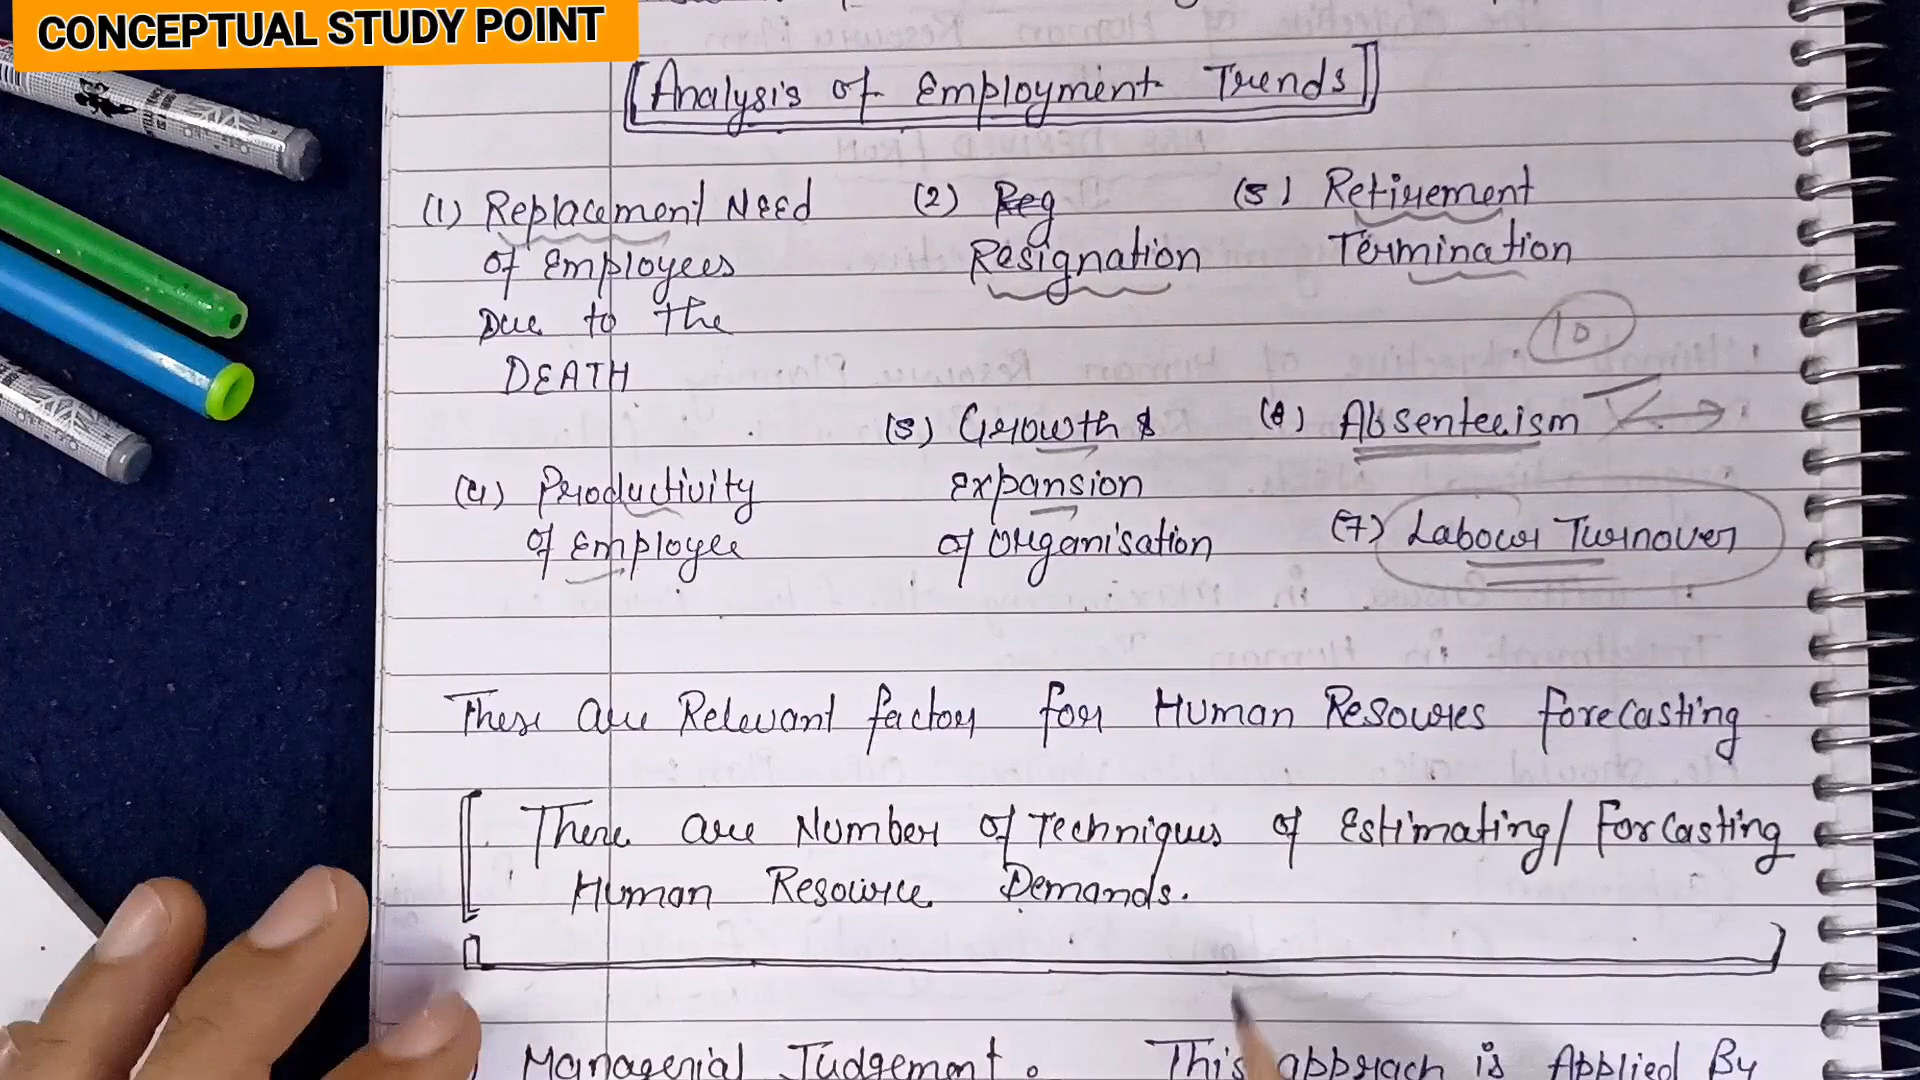 CONCEPTUAL STUDY POINT
Analysis of Employment Trends
(1) Replacement Need
of Employees
Due to the
DEATH
(2) Reg
Resignation
(3) Retirement
Termination
10
(4) Productivity
of Employee
(5) Growth &
expansion
of Organisation
(6) Absenteeism
(7) Labour Turnover
These are Relevant factor for Human Resources forecasting
There are Number of Techniques of Estimating/Forcasting
Human Resource Demands.
Managerial Judgement. This approach is Applied By